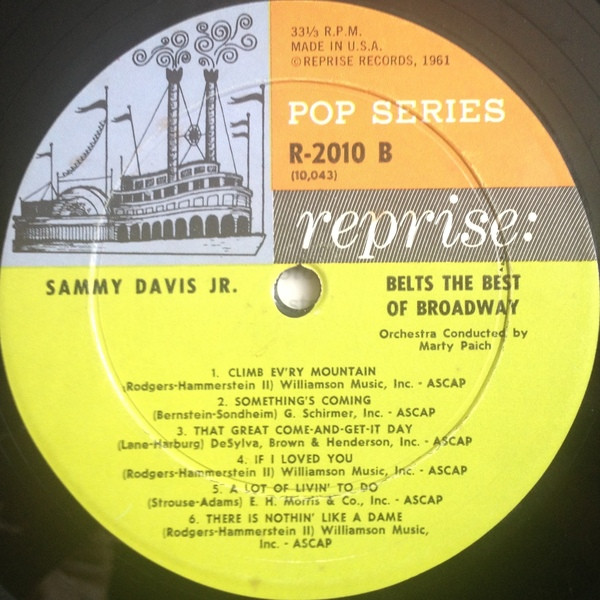 33⅓ R.P.M.
MADE IN U.S.A.
©REPRISE RECORDS, 1961
POP SERIES
R-2010 B
(10,043)
reprise:
SAMMY DAVIS JR.
BELTS THE BEST
OF BROADWAY
Orchestra Conducted by
Marty Paich
1. CLIMB EV'RY MOUNTAIN
(Rodgers-Hammerstein II) Williamson Music, Inc. - ASCAP
2. SOMETHING'S COMING
(Bernstein-Sondheim) G. Schirmer, Inc. - ASCAP
3. THAT GREAT COME-AND-GET-IT DAY
(Lane-Harburg) DeSylva, Brown & Henderson, Inc. - ASCAP
4. IF I LOVED YOU
(Rodgers-Hammerstein II) Williamson Music, Inc. - ASCAP
5. A LOT OF LIVIN' TO DO
(Strouse-Adams) E. H. Morris & Co., Inc. - ASCAP
6. THERE IS NOTHIN' LIKE A DAME
(Rodgers-Hammerstein II) Williamson Music,
Inc. - ASCAP